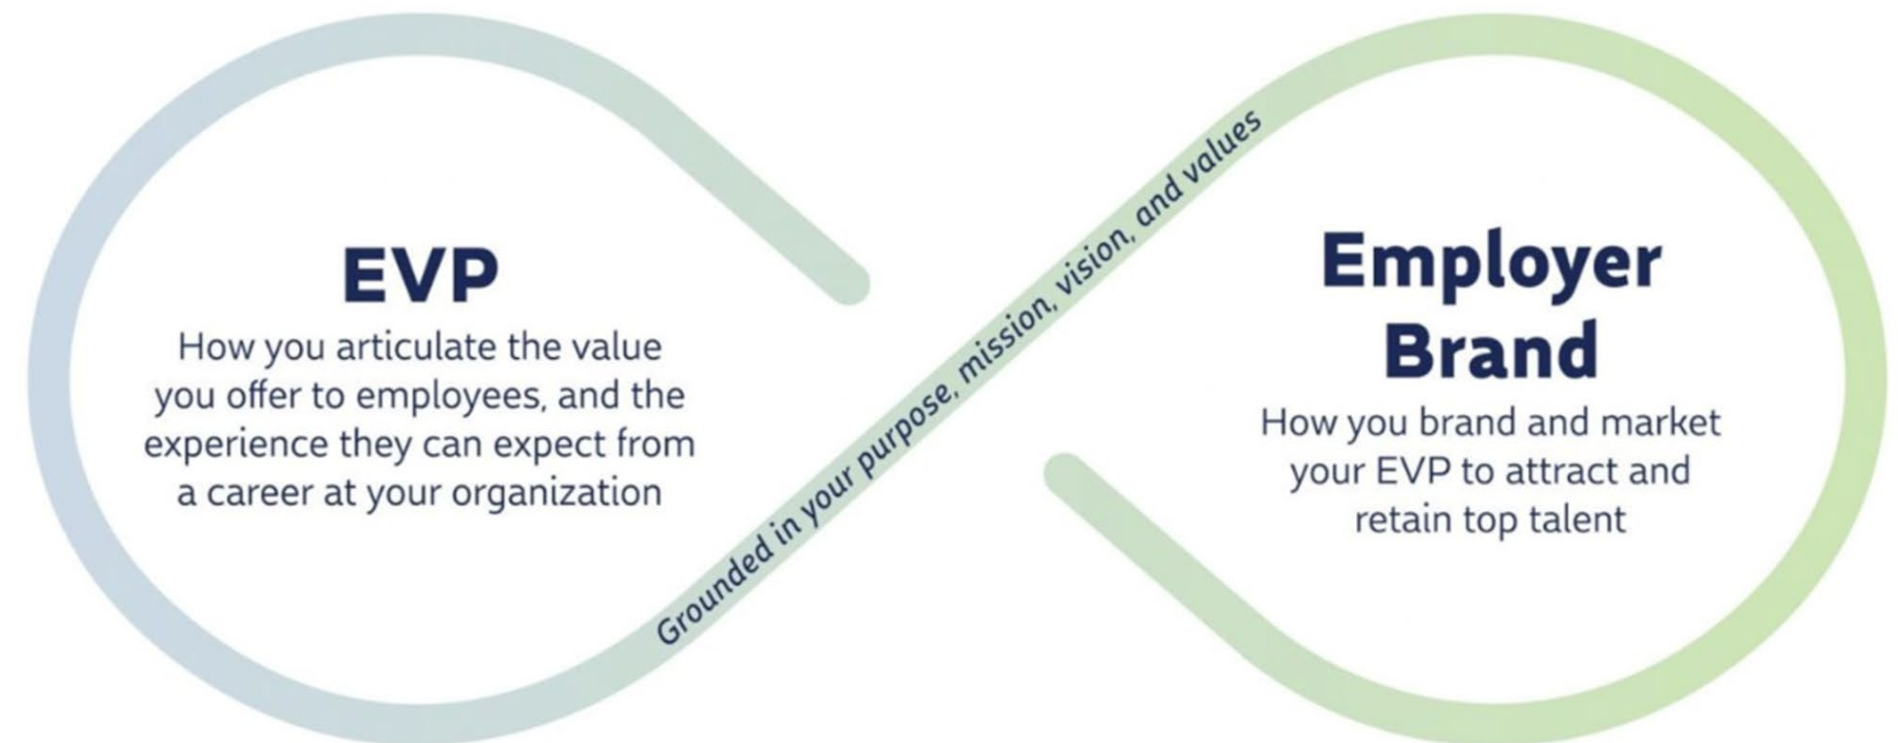 EVP
How you articulate the value
you offer to employees, and the
experience they can expect from
a career at your organization
Grounded in your purpose, mission, vision, and values
Employer
Brand
How you brand and market
your EVP to attract and
retain top talent